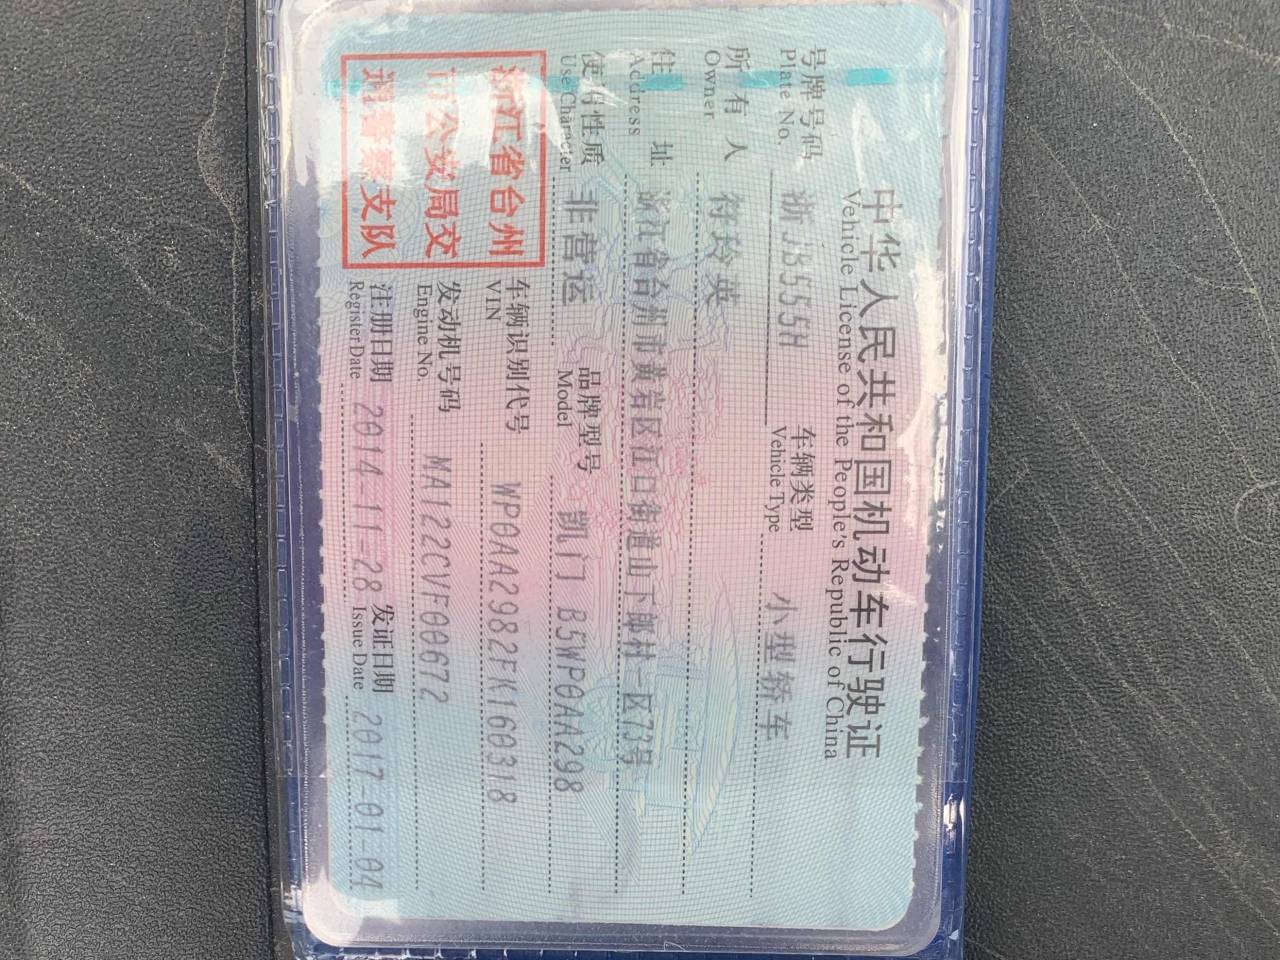 中华人民共和国机动车行驶证
Vehicle License of the People's Republic of China
号牌号码 浙JB555H 车辆类型 小型轿车
Plate No. Vehicle Type
所有人 符玲英
Owner
住址 浙江省台州市黄岩区江口街道山下郎村一区73号
Address
使用性质 非营运 品牌型号 凯门 B5WP0AA298
Use Character Model
浙江省台州
市公安局交
通警察支队
车辆识别代号 WP0AA2982FK160318
VIN
发动机号码 MA122CVF00672
Engine No.
注册日期 2014-11-28 发证日期 2017-01-04
Register Date Issue Date